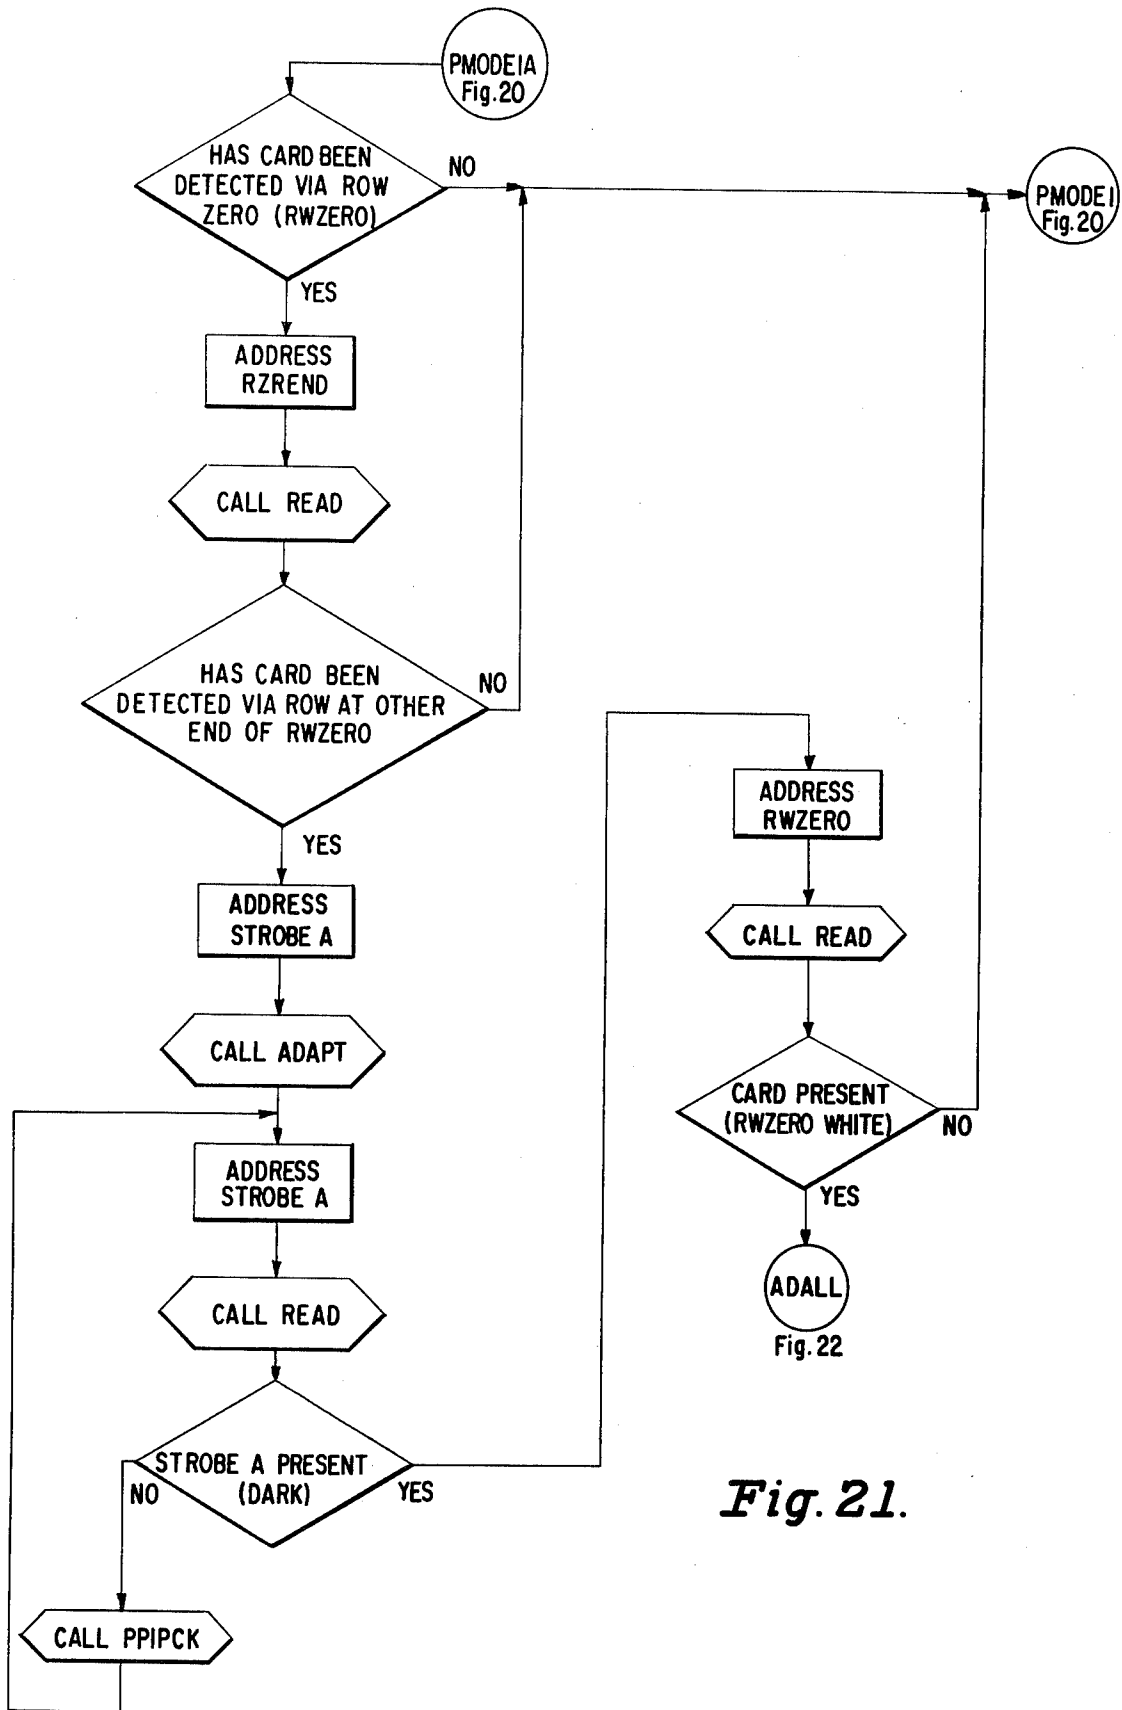 PMODE1A
Fig.20
HAS CARD BEEN
DETECTED VIA ROW
ZERO (RWZERO)
NO
YES
PMODE1
Fig.20
ADDRESS
RZREND
CALL READ
HAS CARD BEEN
DETECTED VIA ROW AT OTHER
END OF RWZERO
NO
YES
ADDRESS
STROBE A
CALL ADAPT
ADDRESS
STROBE A
CALL READ
STROBE A PRESENT
(DARK)
NO
YES
CALL PPIPCK
ADDRESS
RWZERO
CALL READ
CARD PRESENT
(RWZERO WHITE)
NO
YES
ADALL
Fig. 22
Fig. 21.